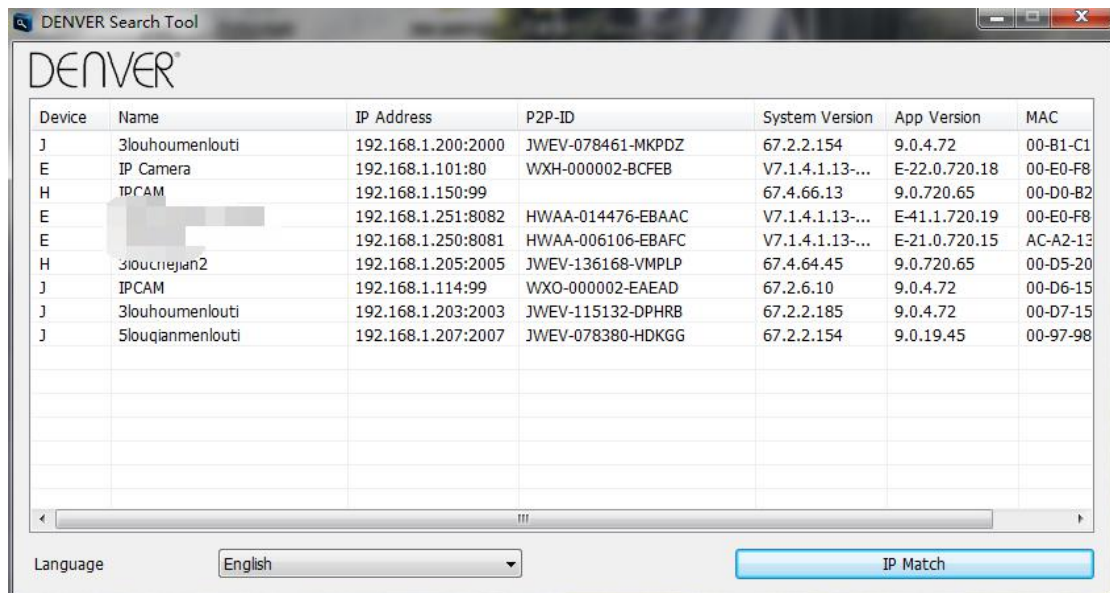 DENVER Search Tool
DENVER
Device Name IP Address P2P-ID System Version App Version MAC
J 3louhoumenlouti 192.168.1.200:2000 JWEV-078461-MKPDZ 67.2.2.154 9.0.4.72 00-B1-C1
E IP Camera 192.168.1.101:80 WXH-000002-BCFEB V7.1.4.1.13-... E-22.0.720.18 00-E0-F8
H IPCAM 192.168.1.150:99 67.4.66.13 9.0.720.65 00-D0-B2
E 192.168.1.251:8082 HWAA-014476-EBAAC V7.1.4.1.13-... E-41.1.720.19 00-E0-F8
E 192.168.1.250:8081 HWAA-006106-EBAFC V7.1.4.1.13-... E-21.0.720.15 AC-A2-13
H 3louchejian2 192.168.1.205:2005 JWEV-136168-VMPLP 67.4.64.45 9.0.720.65 00-D5-20
J IPCAM 192.168.1.114:99 WXO-000002-EAEAD 67.2.6.10 9.0.4.72 00-D6-15
J 3louhoumenlouti 192.168.1.203:2003 JWEV-115132-DPHRB 67.2.2.185 9.0.4.72 00-D7-15
J 5louqianmenlouti 192.168.1.207:2007 JWEV-078380-HDKGG 67.2.2.154 9.0.19.45 00-97-98
Language English IP Match